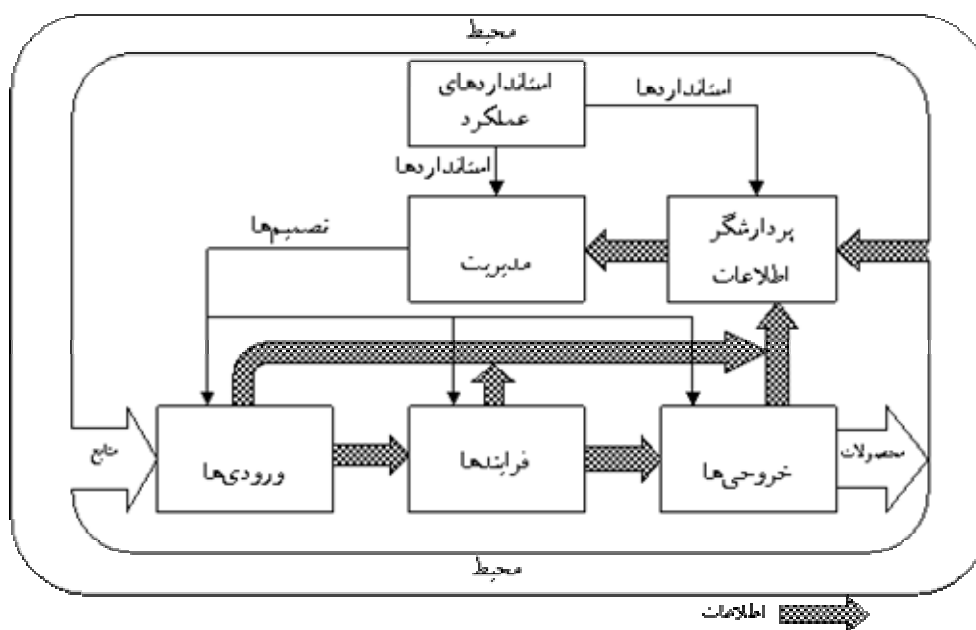 محیط
استانداردهای
عملکرد
استانداردها
استانداردها
تصمیم‌ها
مدیریت
پردازشگر
اطلاعات
منابع
ورودی‌ها
فرایندها
خروجی‌ها
محصولات
محیط
اطلاعات